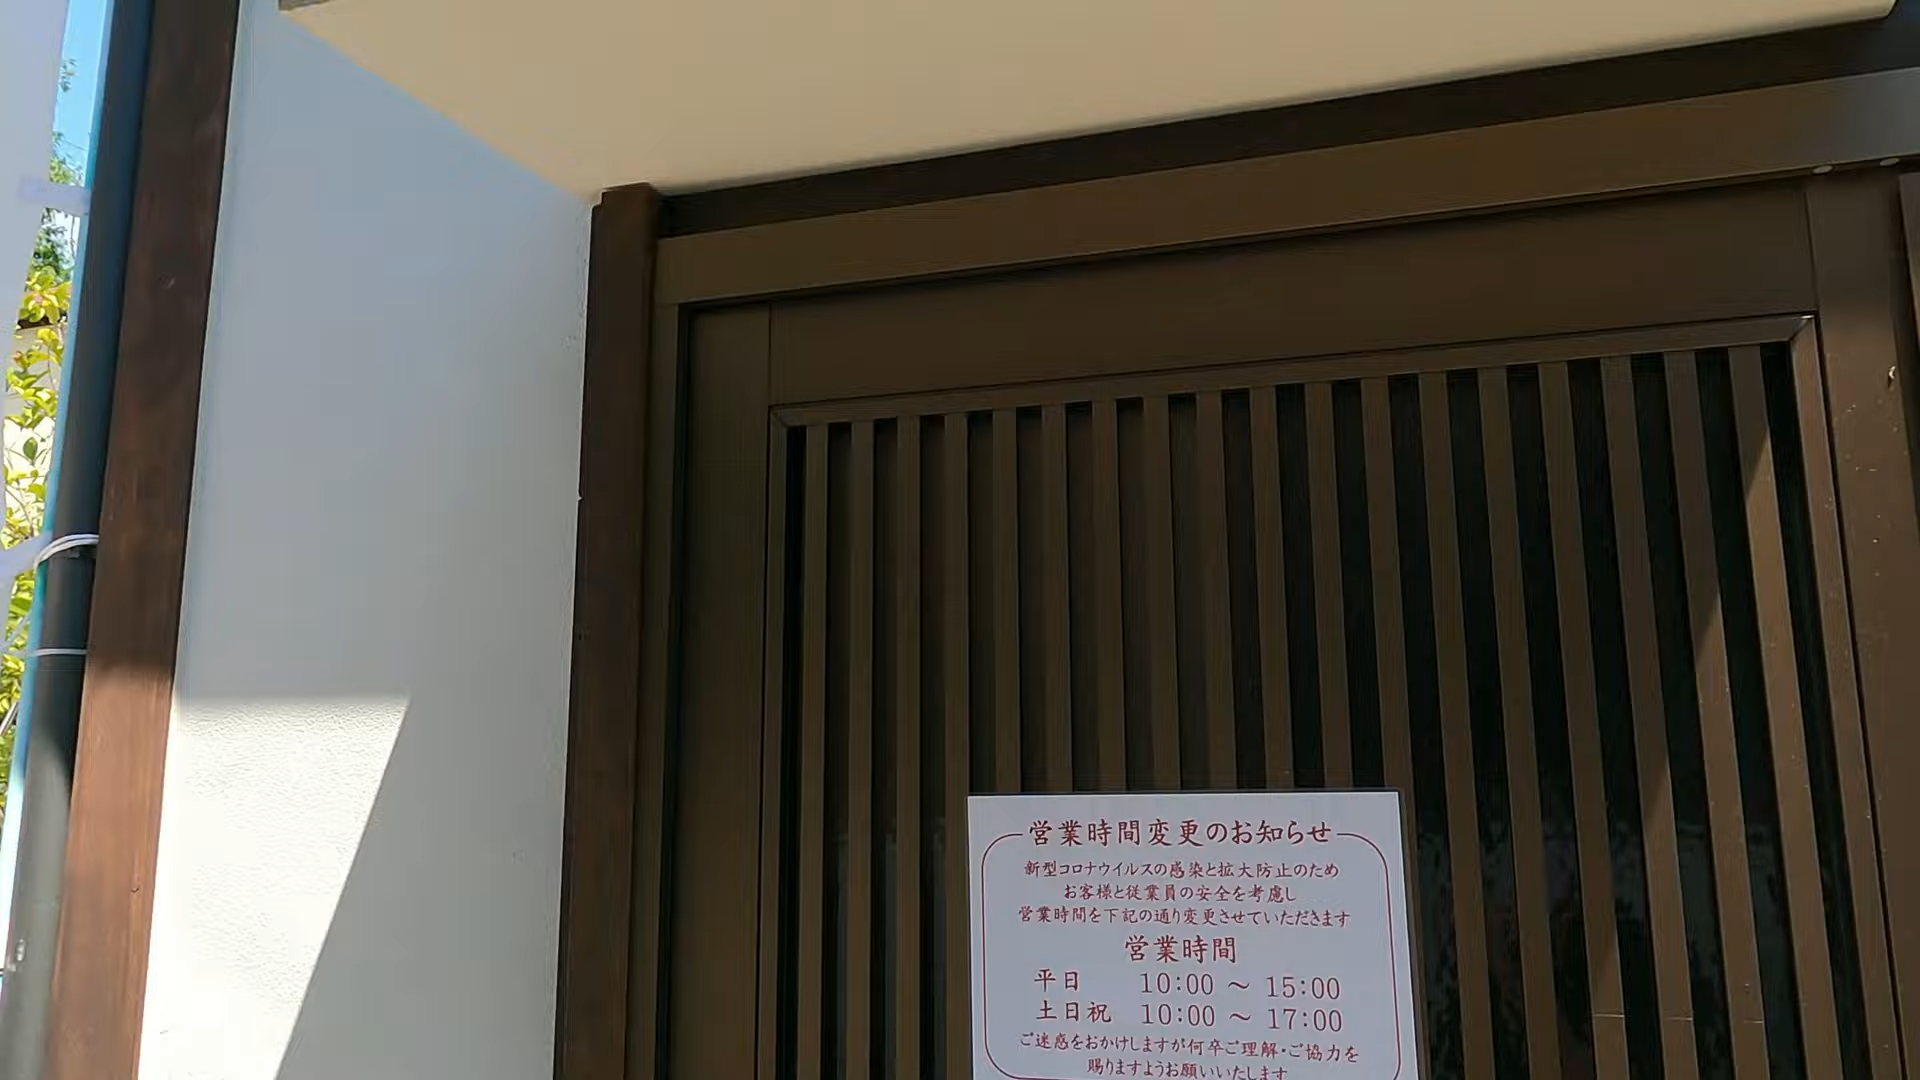 営業時間変更のお知らせ
新型コロナウイルスの感染と拡大防止のため
お客様と従業員の安全を考慮し
営業時間を下記の通り変更させていただきます
営業時間
平日 10:00 ～ 15:00
土日祝 10:00 ～ 17:00
ご迷惑をおかけしますが何卒ご理解・ご協力を
賜りますようお願いいたします